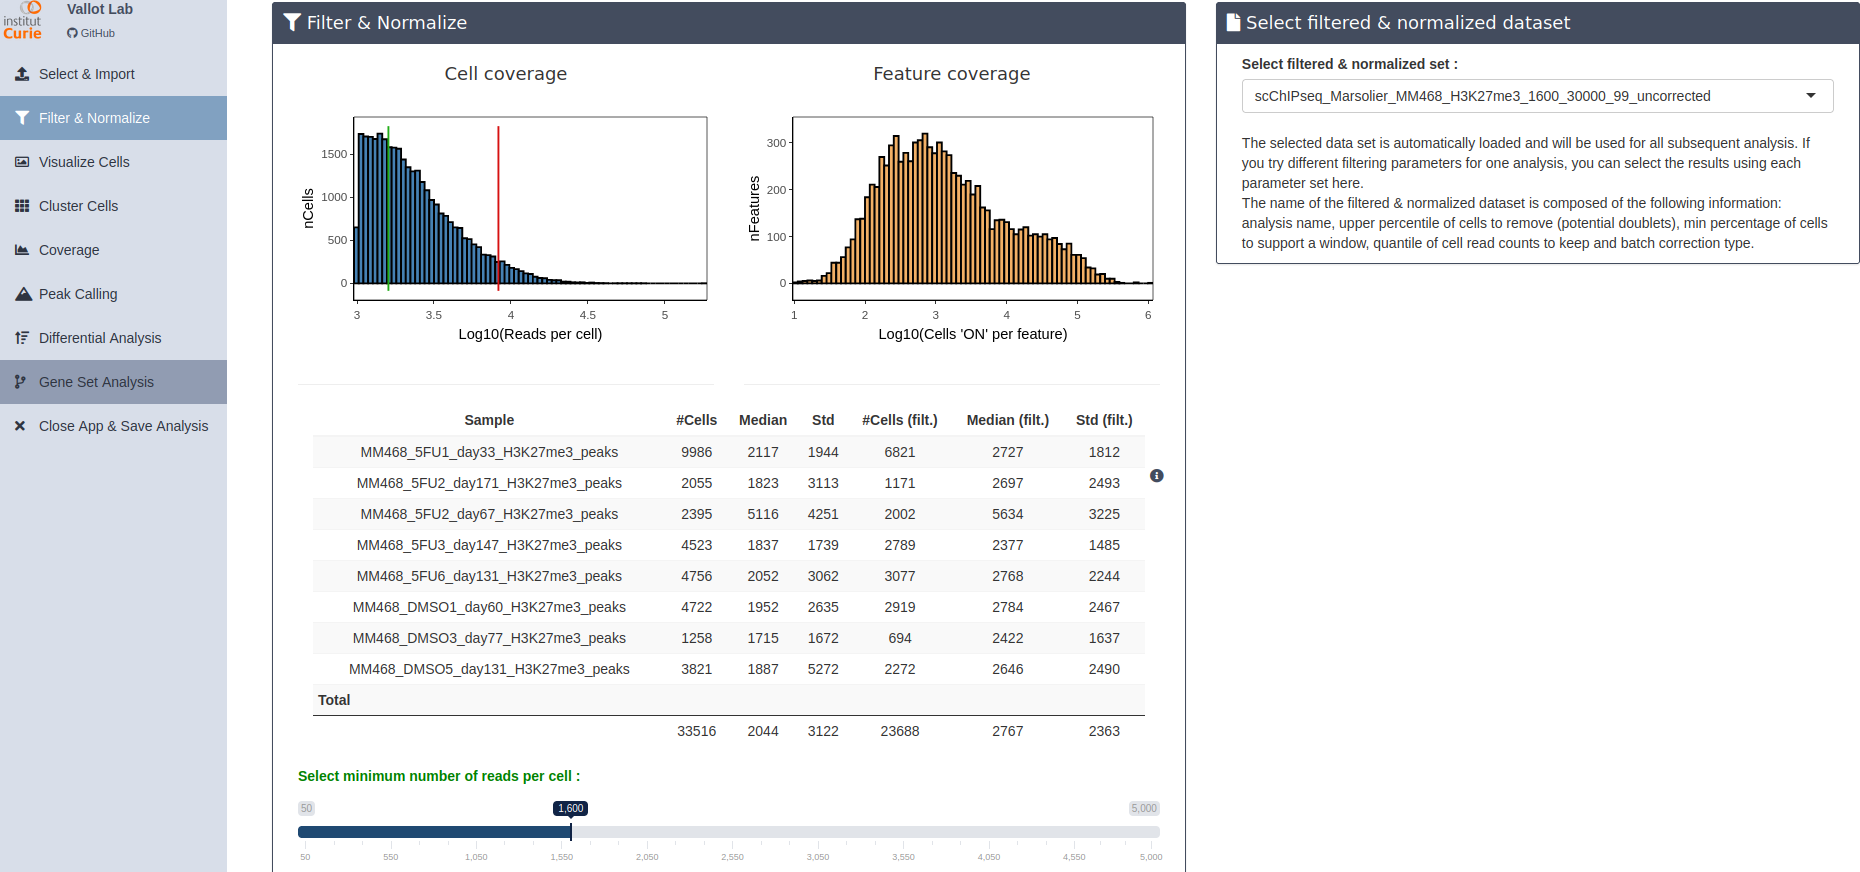 institut
Curie
Vallot Lab
GitHub
Select & Import
Filter & Normalize
Visualize Cells
Cluster Cells
Coverage
Peak Calling
Differential Analysis
Gene Set Analysis
Close App & Save Analysis
Filter & Normalize
Cell coverage
nCells
1500
1000
500
0
3
3.5
4
4.5
5
Log10(Reads per cell)
Feature coverage
nFeatures
300
200
100
0
1
2
3
4
5
6
Log10(Cells 'ON' per feature)
Sample #Cells Median Std #Cells (filt.) Median (filt.) Std (filt.)
MM468_5FU1_day33_H3K27me3_peaks 9986 2117 1944 6821 2727 1812
MM468_5FU2_day171_H3K27me3_peaks 2055 1823 3113 1171 2697 2493
MM468_5FU2_day67_H3K27me3_peaks 2395 5116 4251 2002 5634 3225
MM468_5FU3_day147_H3K27me3_peaks 4523 1837 1739 2789 2377 1485
MM468_5FU6_day131_H3K27me3_peaks 4756 2052 3062 3077 2768 2244
MM468_DMSO1_day60_H3K27me3_peaks 4722 1952 2635 2919 2784 2467
MM468_DMSO3_day77_H3K27me3_peaks 1258 1715 1672 694 2422 1637
MM468_DMSO5_day131_H3K27me3_peaks 3821 1887 5272 2272 2646 2490
Total
33516 2044 3122 23688 2767 2363
Select minimum number of reads per cell :
50 1,600 5,000
50 550 1,050 1,550 2,050 2,550 3,050 3,550 4,050 4,550 5,000
Select filtered & normalized dataset
Select filtered & normalized set :
scChIPseq_Marsolier_MM468_H3K27me3_1600_30000_99_uncorrected
The selected data set is automatically loaded and will be used for all subsequent analysis. If
you try different filtering parameters for one analysis, you can select the results using each
parameter set here.
The name of the filtered & normalized dataset is composed of the following information:
analysis name, upper percentile of cells to remove (potential doublets), min percentage of cells
to support a window, quantile of cell read counts to keep and batch correction type.